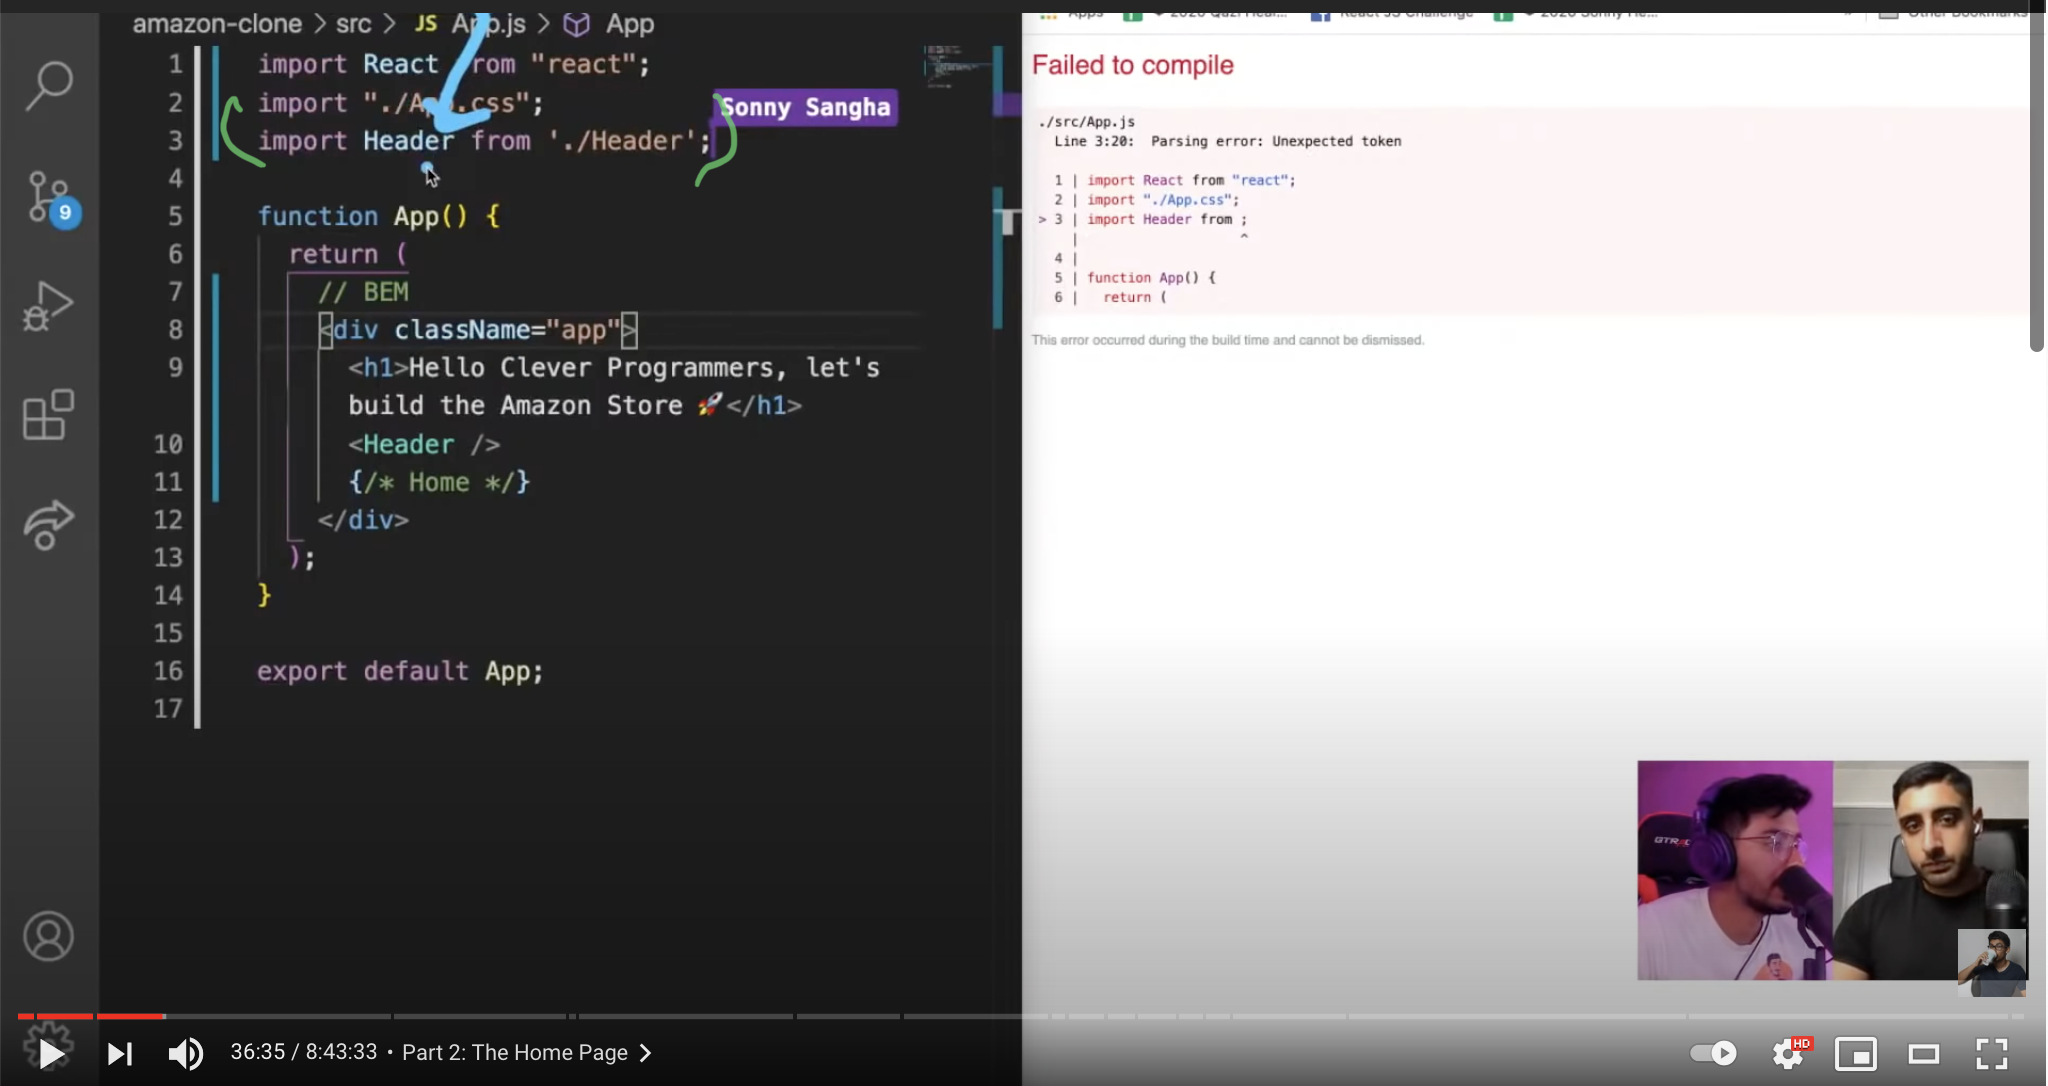 amazon-clone > src > JS App.js > App
1 import React from "react";
2 import "./App.css";
Sonny Sangha
3 import Header from './Header';
4
5 function App() {
6 return (
7 // BEM
8 <div className="app">
9 <h1>Hello Clever Programmers, let's
build the Amazon Store 🚀</h1>
10 <Header />
11 {/* Home */}
12 </div>
13 );
14 }
15
16 export default App;
17
9
Apps
React JS Challenge
Other Bookmarks
Failed to compile
./src/App.js
Line 3:20: Parsing error: Unexpected token
1 | import React from "react";
2 | import "./App.css";
> 3 | import Header from ;
| ^
4 |
5 | function App() {
6 | return (
This error occurred during the build time and cannot be dismissed.
36:35 / 8:43:33 • Part 2: The Home Page >
HD